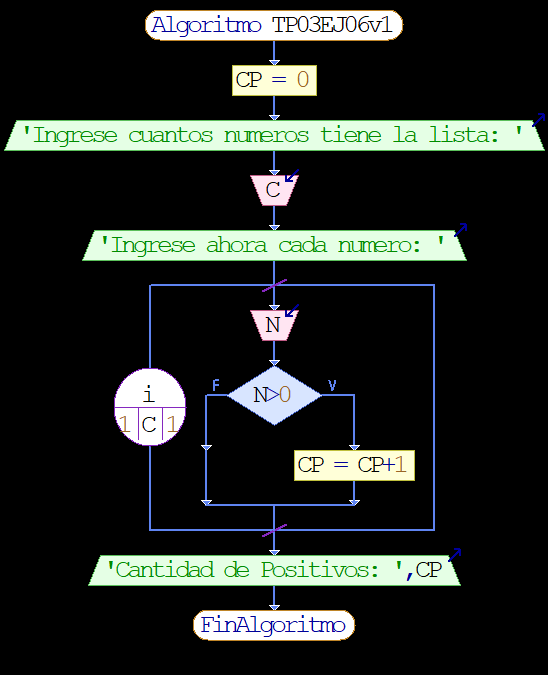 Algoritmo TP03EJ06v1
CP = 0
'Ingrese cuantos numeros tiene la lista: '
C
'Ingrese ahora cada numero: '
N
F
V
N>0
i
1 C 1
CP = CP+1
'Cantidad de Positivos: ',CP
FinAlgoritmo